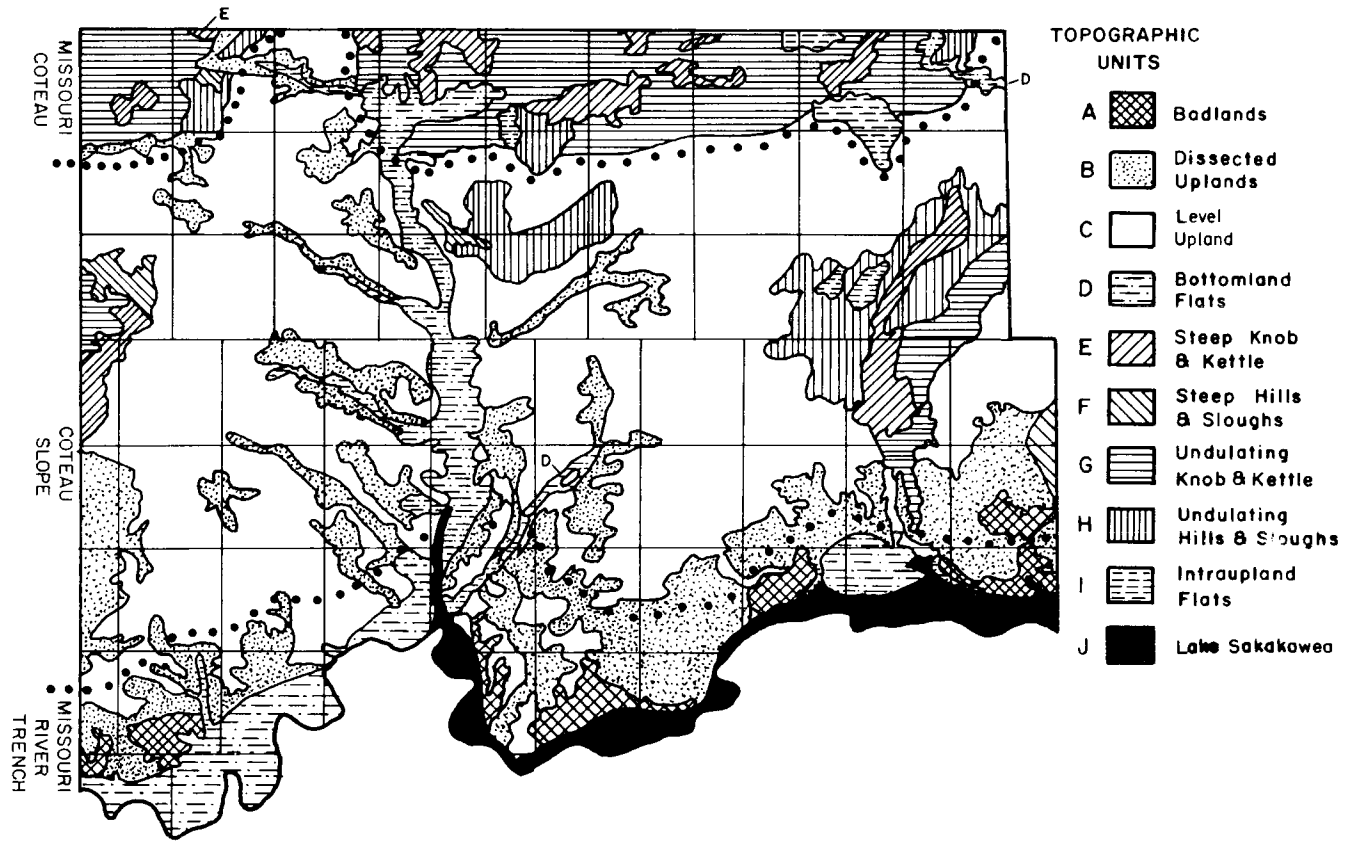 E
MISSOURI
COTEAU
D
COTEAU
SLOPE
D
MISSOURI
RIVER
TRENCH
TOPOGRAPHIC
UNITS
A Badlands
B Dissected
Uplands
C Level
Upland
D Bottomland
Flats
E Steep Knob
& Kettle
F Steep Hills
& Sloughs
G Undulating
Knob & Kettle
H Undulating
Hills & Sloughs
I Intraupland
Flats
J Lake Sakakawea